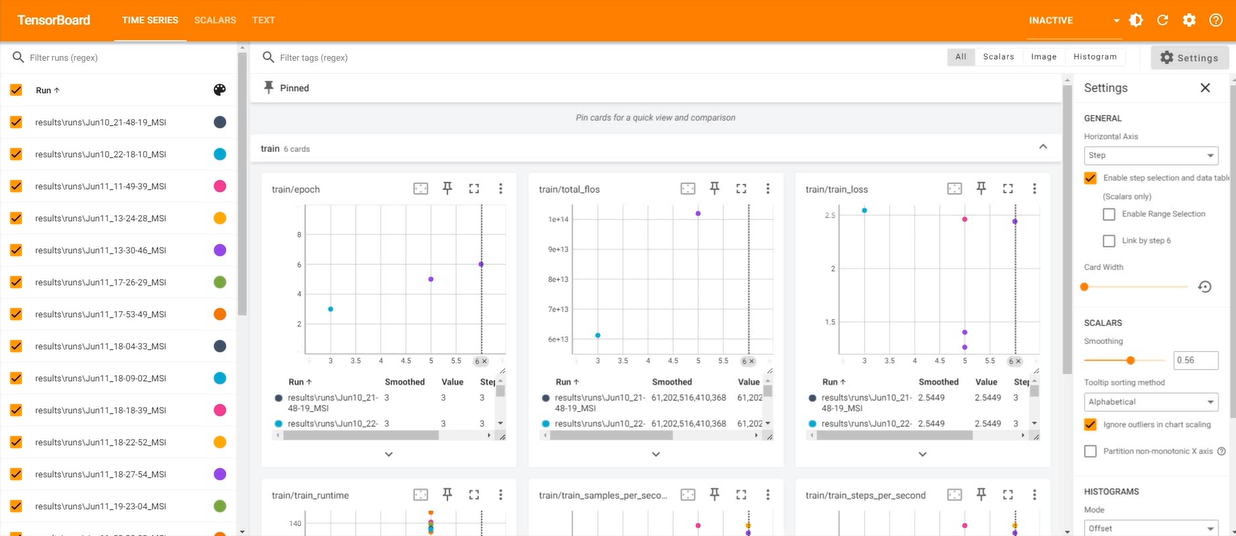 TensorBoard TIME SERIES SCALARS TEXT INACTIVE
Filter runs (regex)
Run
results\runs\Jun10_21-48-19_MSI
results\runs\Jun10_22-18-10_MSI
results\runs\Jun11_11-49-39_MSI
results\runs\Jun11_13-24-28_MSI
results\runs\Jun11_13-30-46_MSI
results\runs\Jun11_17-26-29_MSI
results\runs\Jun11_17-53-49_MSI
results\runs\Jun11_18-04-33_MSI
results\runs\Jun11_18-09-02_MSI
results\runs\Jun11_18-18-39_MSI
results\runs\Jun11_18-22-52_MSI
results\runs\Jun11_18-27-54_MSI
results\runs\Jun11_19-23-04_MSI
Filter tags (regex)
All Scalars Image Histogram Settings
Pinned
Pin cards for a quick view and comparison
train 6 cards
train/epoch
8
6
4
2
3 3.5 4 4.5 5 5.5 6
Run Smoothed Value Step
results\runs\Jun10_21-48-19_MSI 3 3 3
results\runs\Jun10_22- 3 3 3
train/total_flos
1e+14
9e+13
8e+13
7e+13
6e+13
3 3.5 4 4.5 5 5.5 6
Run Smoothed Value
results\runs\Jun10_21-48-19_MSI 61,202,516,410,368 61,202
results\runs\Jun10_22- 61,202,516,410,368 61,202
train/train_loss
2.5
2
1.5
3 3.5 4 4.5 5 5.5 6
Run Smoothed Value Step
results\runs\Jun10_21-48-19_MSI 2.5449 2.5449 3
results\runs\Jun10_22- 2.5449 2.5449 3
train/train_runtime
140
train/train_samples_per_seco...
train/train_steps_per_second
Settings
GENERAL
Horizontal Axis
Step
Enable step selection and data table
(Scalars only)
Enable Range Selection
Link by step 6
Card Width
SCALARS
Smoothing
0.56
Tooltip sorting method
Alphabetical
Ignore outliers in chart scaling
Partition non-monotonic X axis
HISTOGRAMS
Mode
Offset